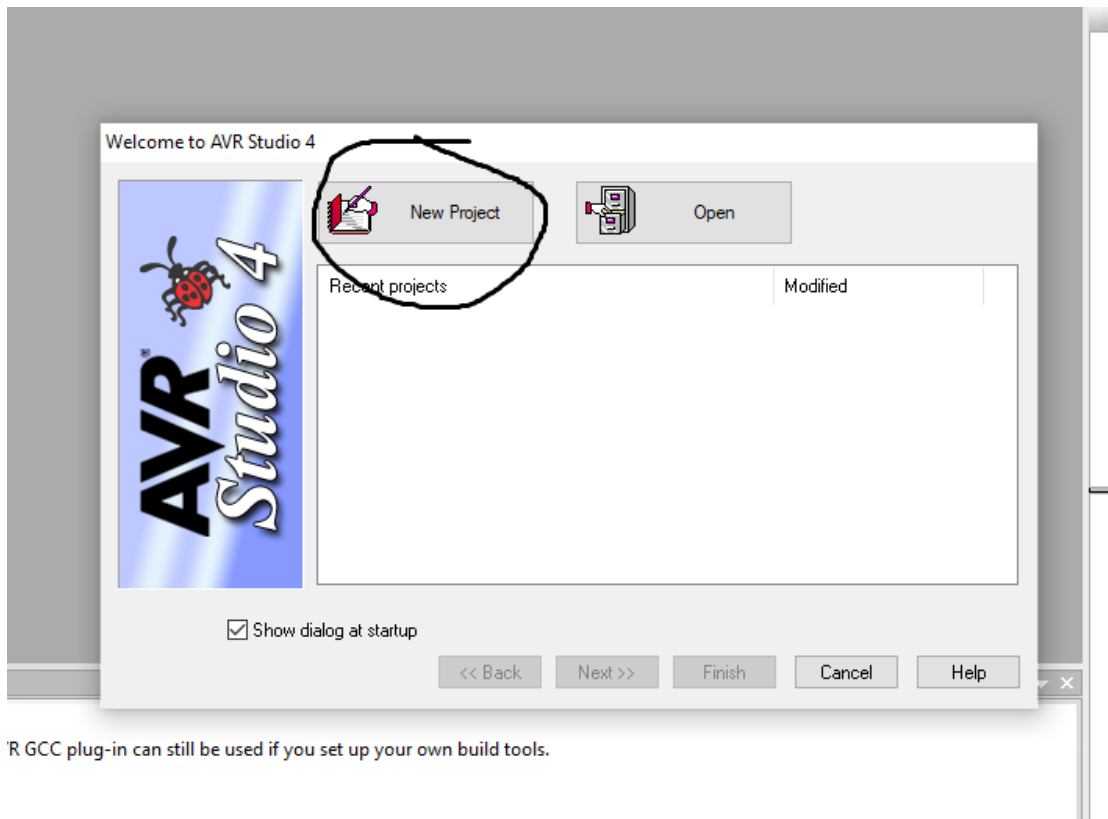 Welcome to AVR Studio 4
New Project
Open
AVR®
Studio 4
Recent projects
Modified
Show dialog at startup
<< Back
Next >>
Finish
Cancel
Help
'R GCC plug-in can still be used if you set up your own build tools.